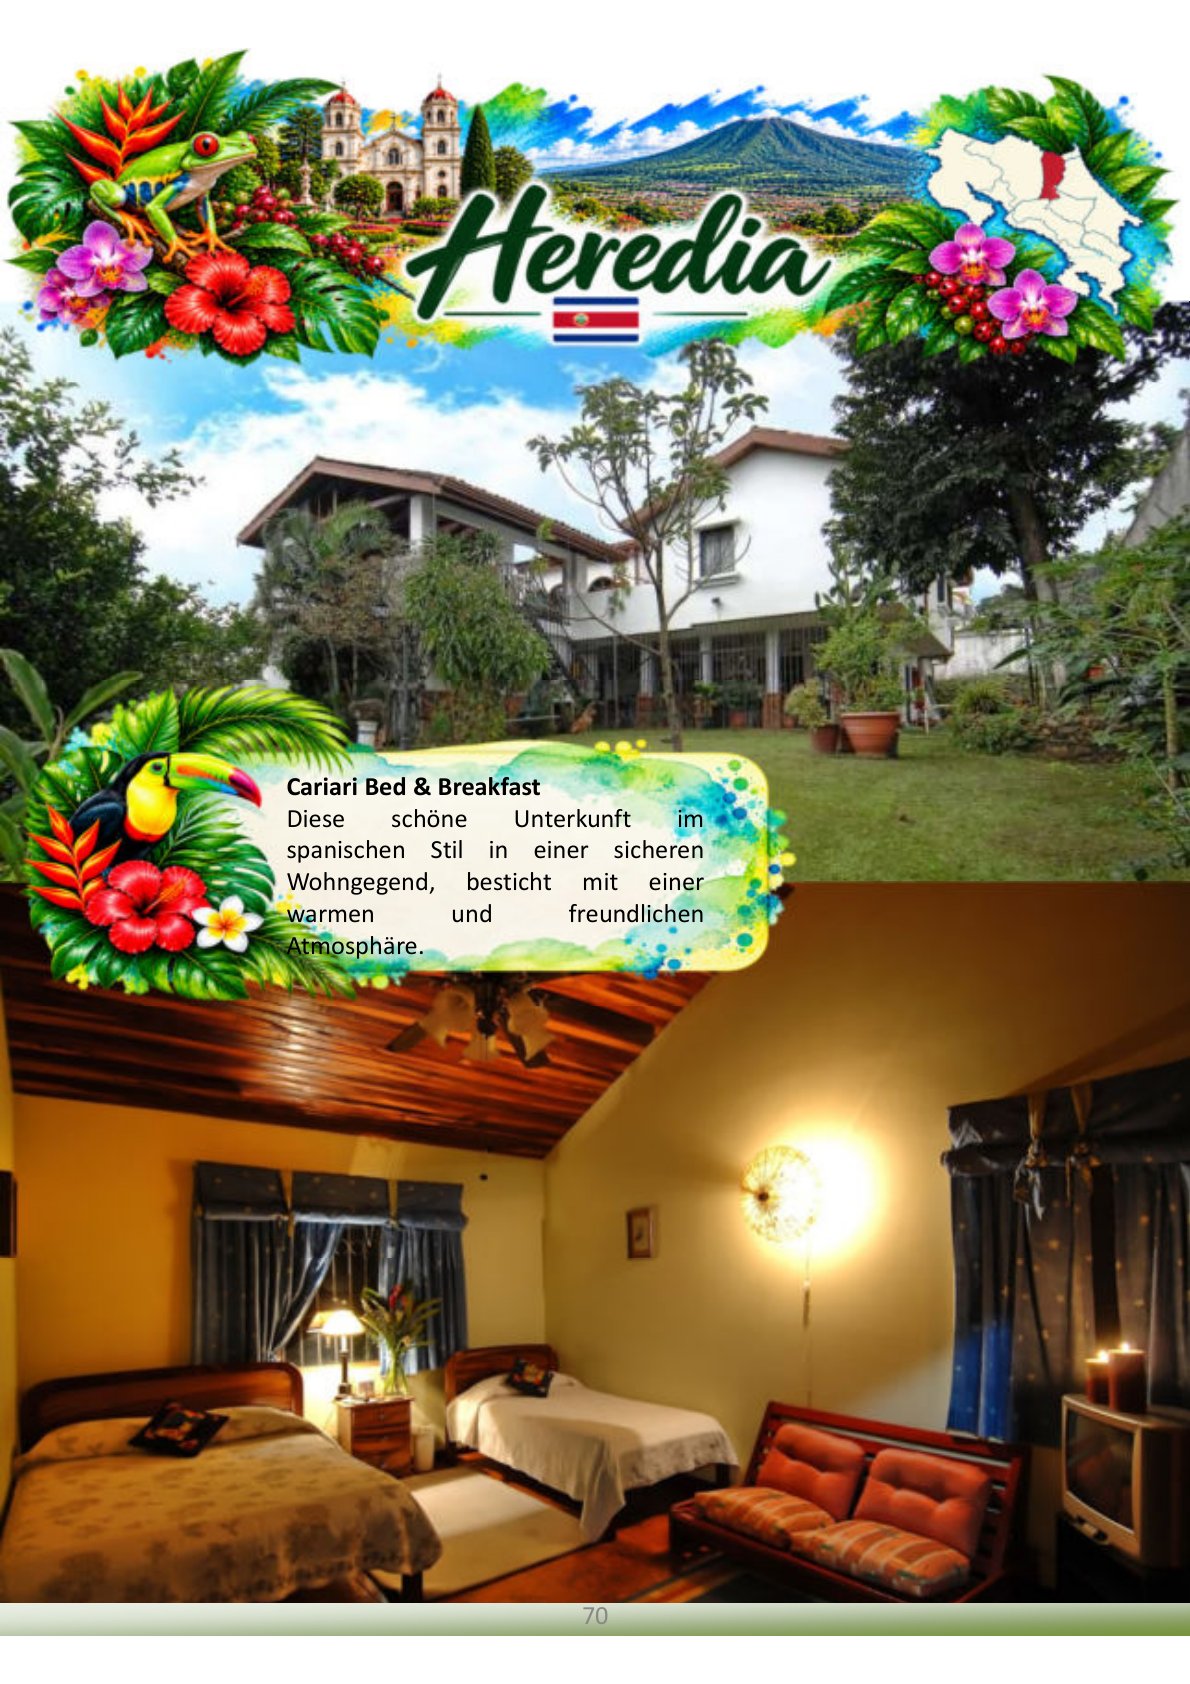 Heredia
Cariari Bed & Breakfast
Diese schöne Unterkunft im
spanischen Stil in einer sicheren
Wohngegend, besticht mit einer
warmen und freundlichen
Atmosphäre.
70